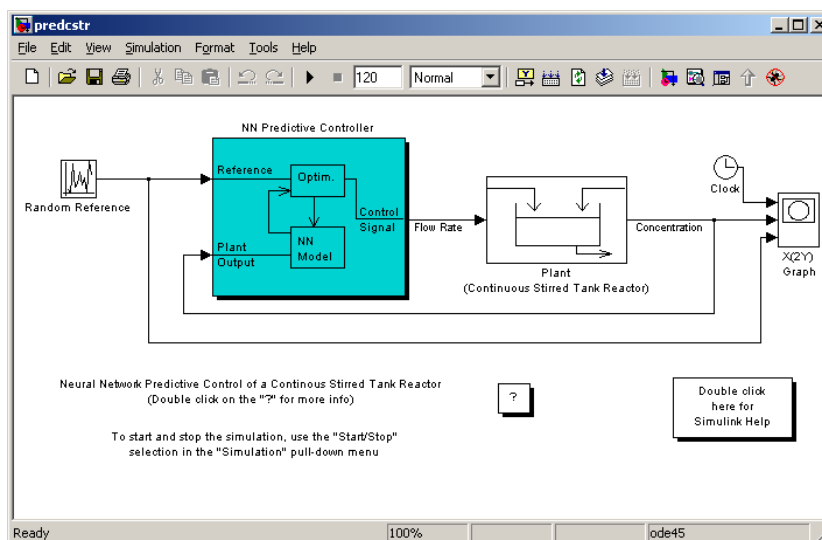 predcstr
File Edit View Simulation Format Tools Help
120 Normal
NN Predictive Controller
Random Reference
Reference
Optim.
Control
Signal
Plant
Output
NN
Model
Flow Rate
Plant
(Continuous Stirred Tank Reactor)
Concentration
Clock
X(2Y)
Graph
Neural Network Predictive Control of a Continous Stirred Tank Reactor
(Double click on the "?" for more info)
To start and stop the simulation, use the "Start/Stop"
selection in the "Simulation" pull-down menu
?
Double click
here for
Simulink Help
Ready 100% ode45